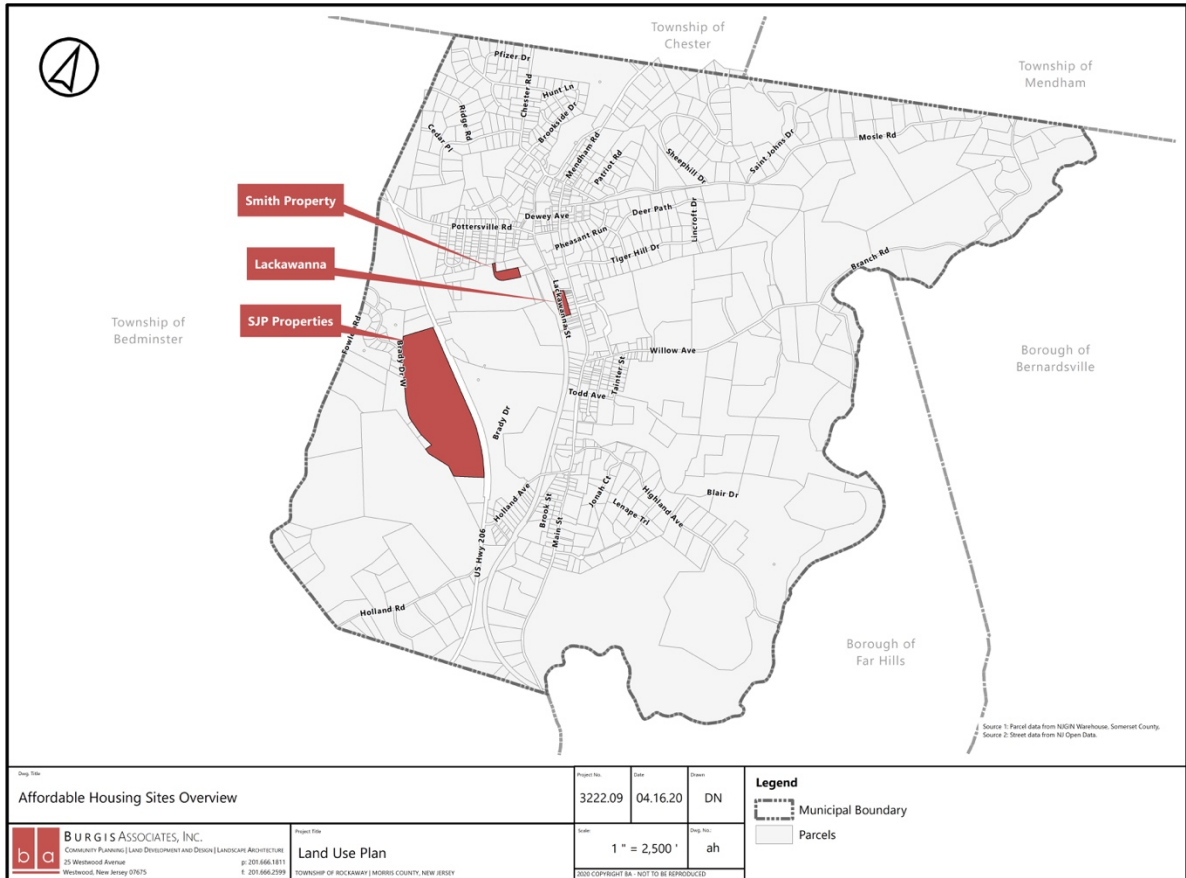 Township of
Chester
Township of
Mendham
Pfizer Dr
Chester Rd
Hunt Ln
Ridge Rd
Brookside Dr
Cedar Pl
Mendham Rd
Patriot Rd
Sheephill Dr
Saint Johns Dr
Mosle Rd
Smith Property
Dewey Ave
Deer Path
Lincroft Dr
Pottersville Rd
Pheasant Run
Tiger Hill Dr
Branch Rd
Lackawanna
Lackawanna St
SJP Properties
Township of
Bedminster
Fowler Rd
Brady Dr W
Willow Ave
Tainter St
Borough of
Bernardsville
Todd Ave
Brady Dr
Holland Ave
Brook St
Main St
Jonah Ct
Lenape Trl
Highland Ave
Blair Dr
US Hwy 206
Holland Rd
Borough of
Far Hills
Source 1: Parcel data from NJGIN Warehouse, Somerset County.
Source 2: Street data from NJ Open Data.
Dwg. Title
Affordable Housing Sites Overview
Project No.
3222.09
Date
04.16.20
Drawn
DN
Legend
Municipal Boundary
Parcels
ba
BURGIS ASSOCIATES, INC.
COMMUNITY PLANNING | LAND DEVELOPMENT AND DESIGN | LANDSCAPE ARCHITECTURE
25 Westwood Avenue p: 201.666.1811
Westwood, New Jersey 07675 f: 201.666.2599
Project Title
Land Use Plan
TOWNSHIP OF ROCKAWAY | MORRIS COUNTY, NEW JERSEY
Scale
1 " = 2,500 '
Dwg. No.:
ah
2020 COPYRIGHT BA - NOT TO BE REPRODUCED